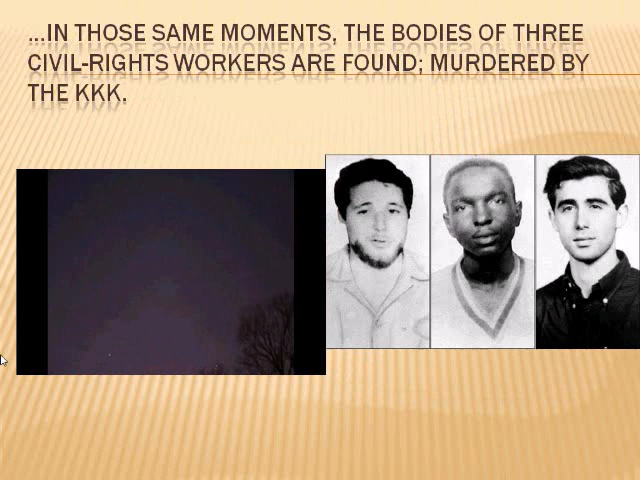 ...IN THOSE SAME MOMENTS, THE BODIES OF THREE
CIVIL-RIGHTS WORKERS ARE FOUND; MURDERED BY
THE KKK.